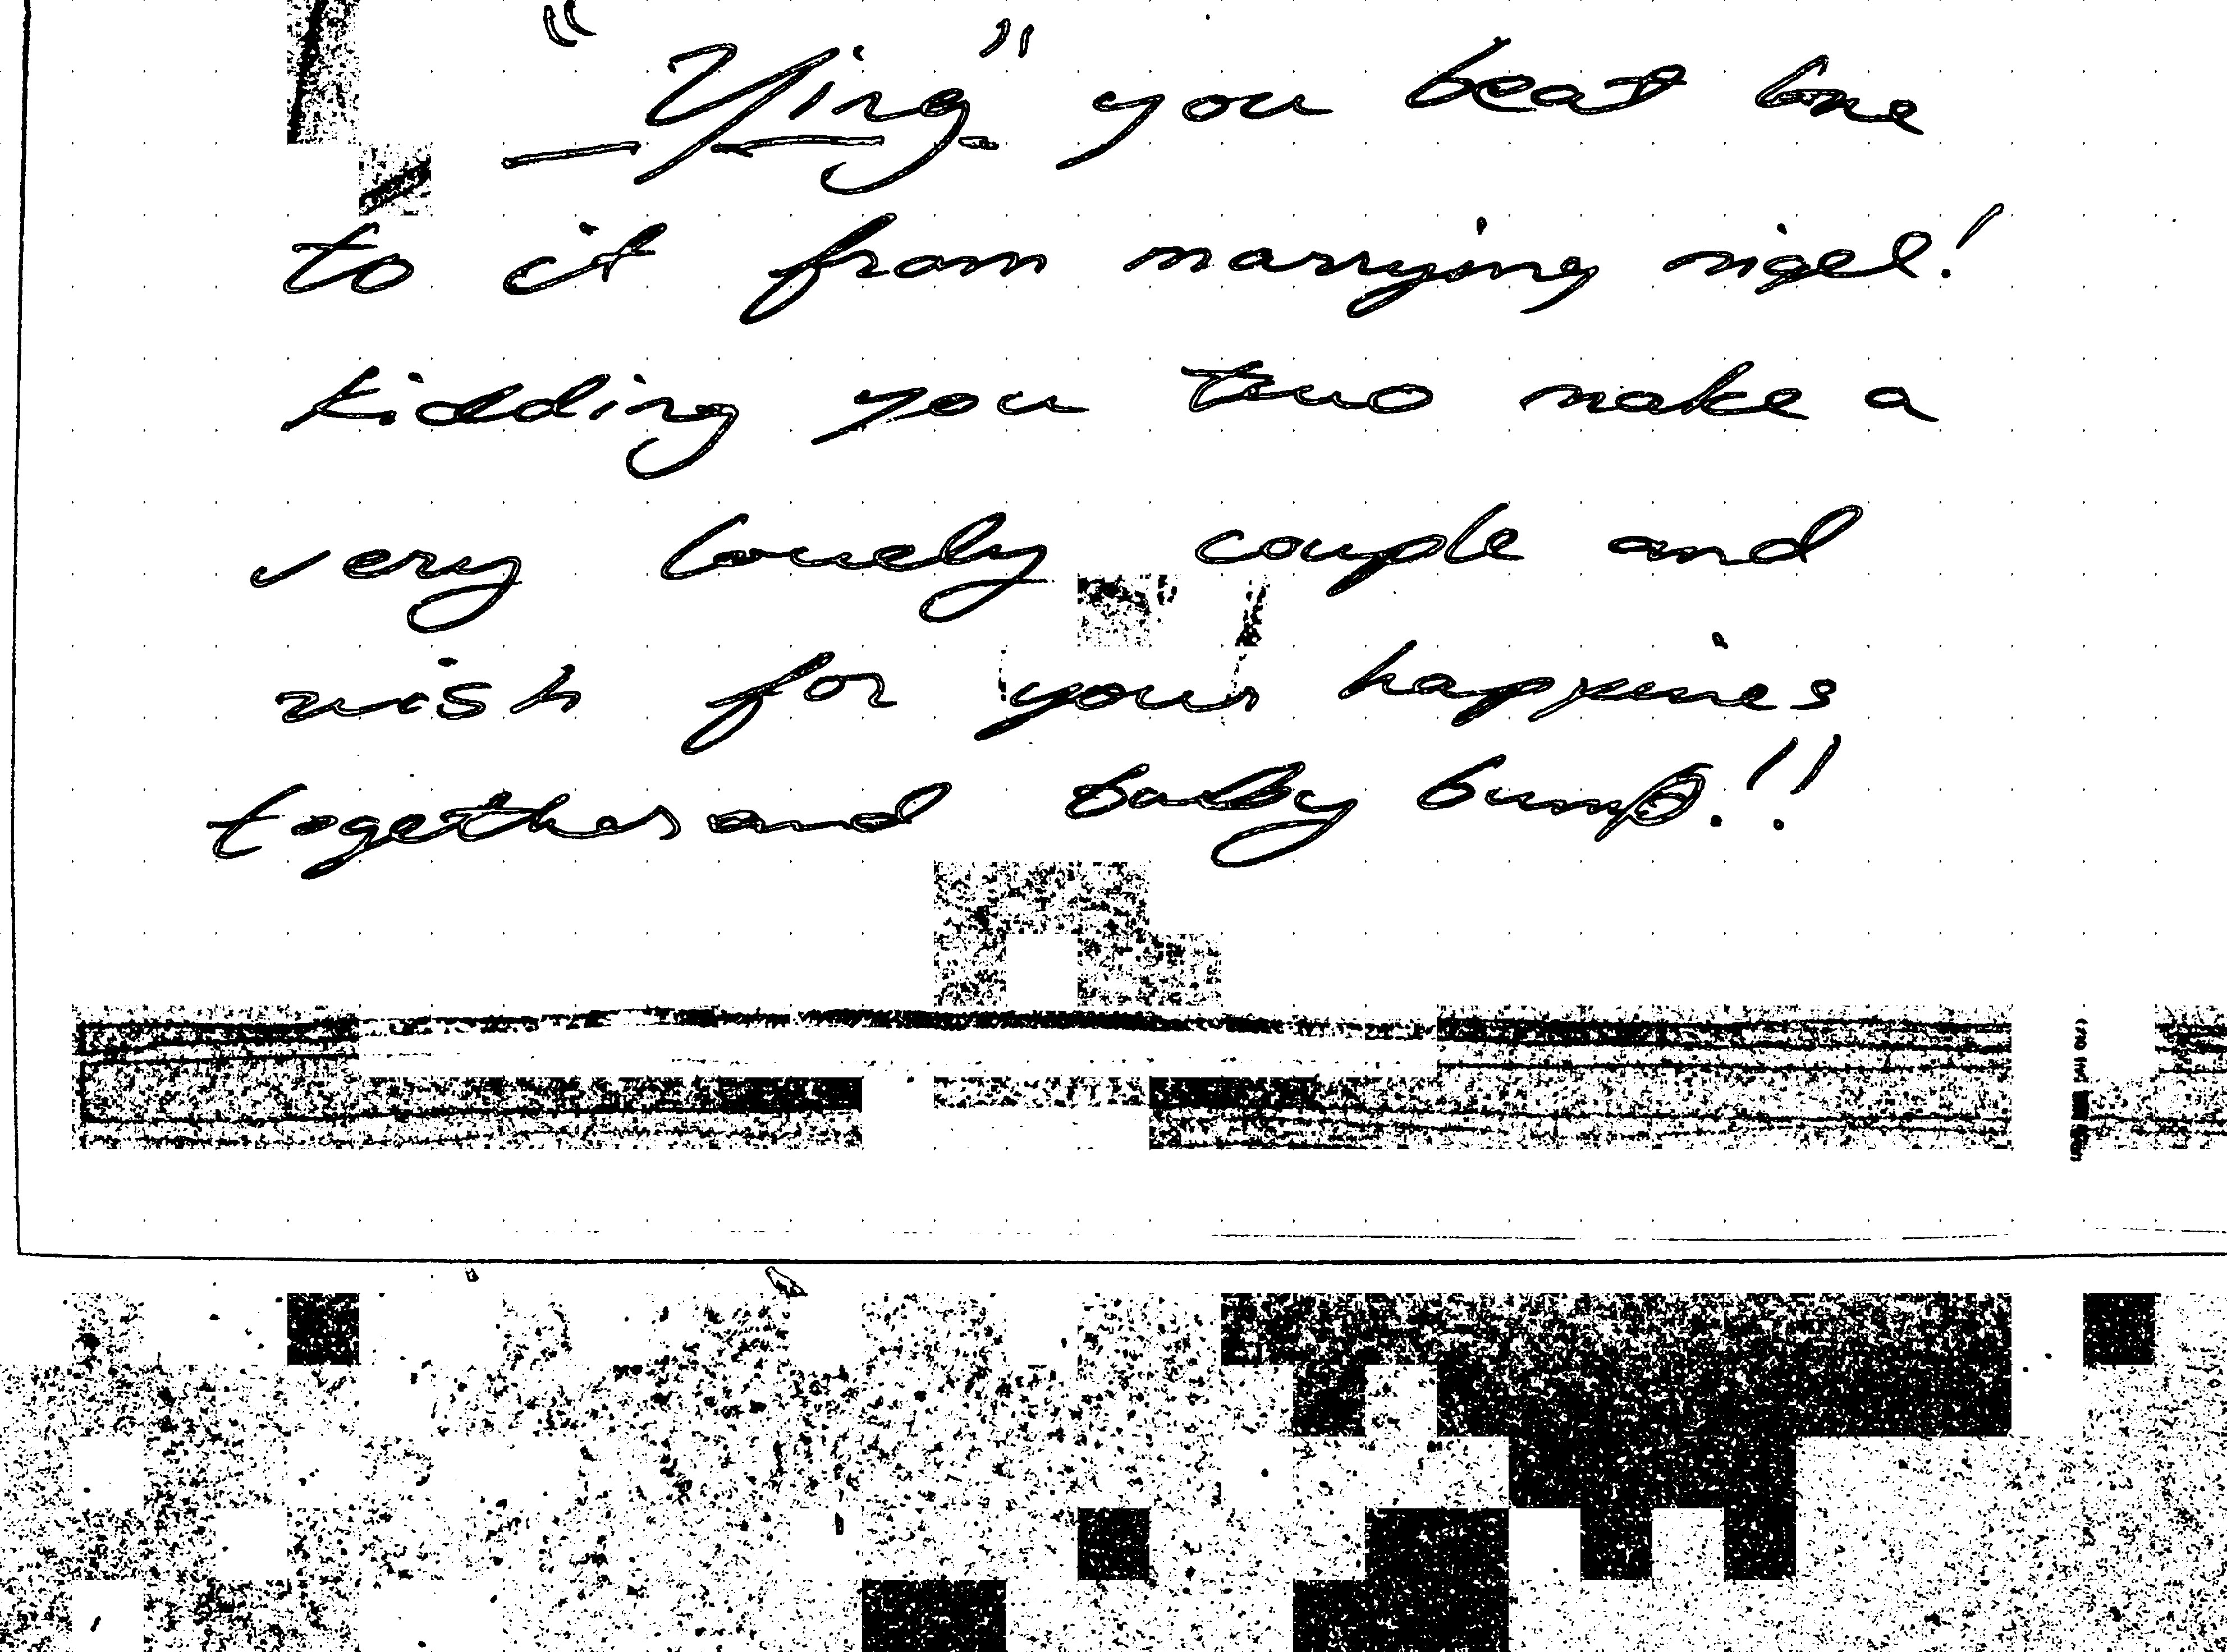 "Ying" you beat me
to it from marrying nigel!
kidding you two make a
very lovely couple and
wish for your happines
together and baby bump.!!